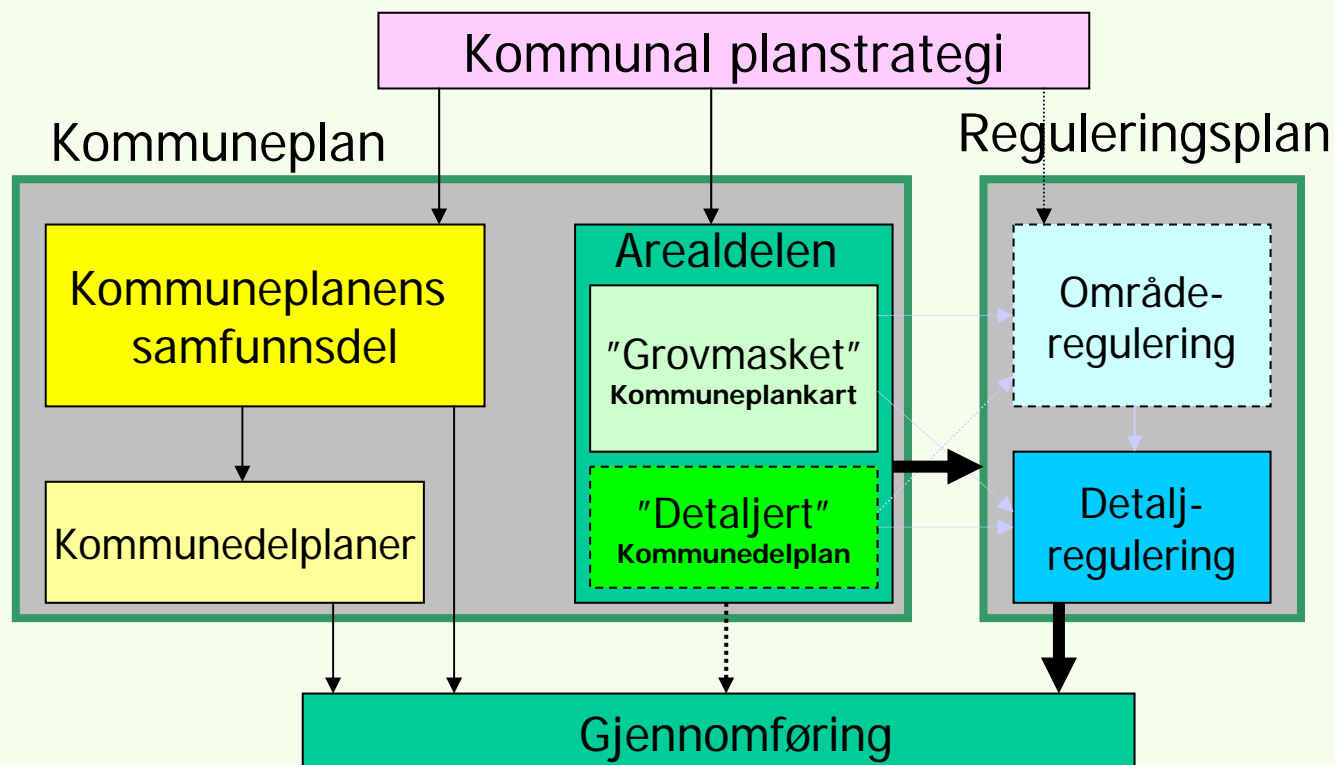 Kommunal planstrategi
Kommuneplan
Reguleringsplan
Kommuneplanens
samfunnsdel
Kommunedelplaner
Arealdelen
"Grovmasket"
Kommuneplankart
"Detaljert"
Kommunedelplan
Område-
regulering
Detalj-
regulering
Gjennomføring